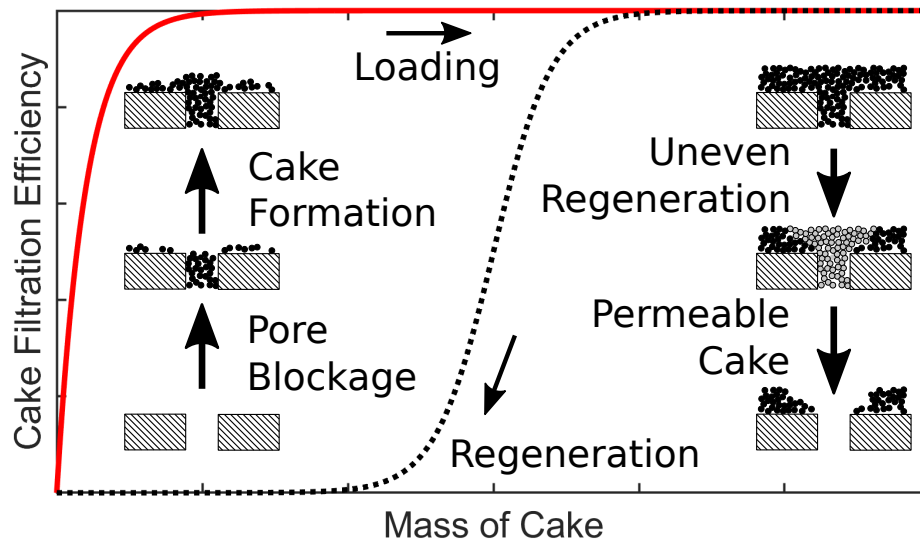 Cake Filtration Efficiency
Loading
Cake
Formation
Pore
Blockage
Uneven
Regeneration
Permeable
Cake
Regeneration
Mass of Cake